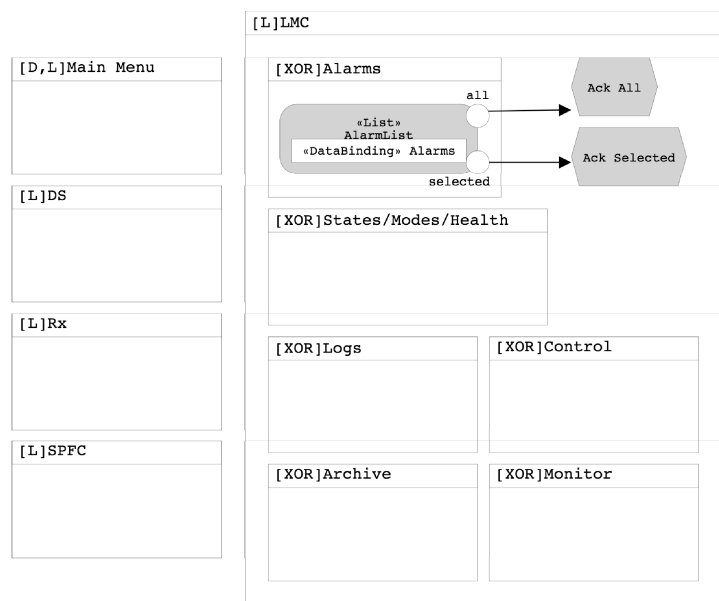 [L]LMC
[D,L]Main Menu
[XOR]Alarms
all
Ack All
«List»
AlarmList
«DataBinding» Alarms
Ack Selected
selected
[L]DS
[XOR]States/Modes/Health
[L]Rx
[XOR]Logs
[XOR]Control
[L]SPFC
[XOR]Archive
[XOR]Monitor